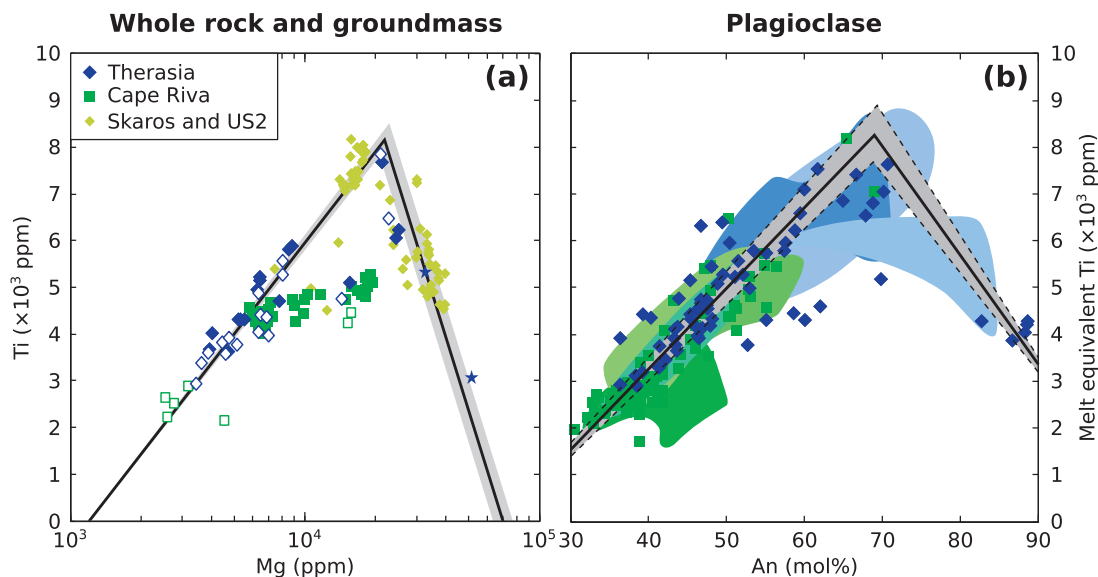 Whole rock and groundmass
Plagioclase
(a)
(b)
Therasia
Cape Riva
Skaros and US2
10
9
8
7
6
5
4
3
2
1
0
Ti (×10³ ppm)
10³
10⁴
10⁵
Mg (ppm)
30
40
50
60
70
80
90
An (mol%)
10
9
8
7
6
5
4
3
2
1
0
Melt equivalent Ti (×10³ ppm)